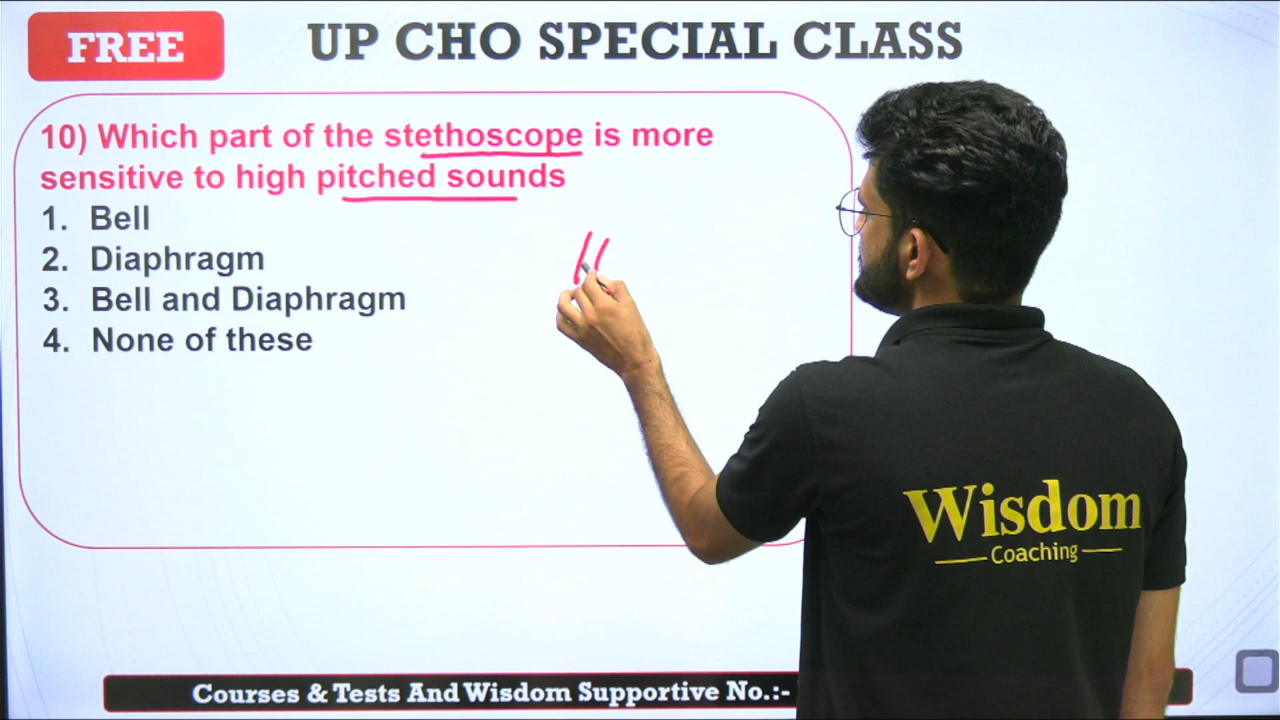 FREE
UP CHO SPECIAL CLASS
10) Which part of the stethoscope is more
sensitive to high pitched sounds
1. Bell
2. Diaphragm
3. Bell and Diaphragm
4. None of these
Wisdom
Coaching
Courses & Tests And Wisdom Supportive No.:-